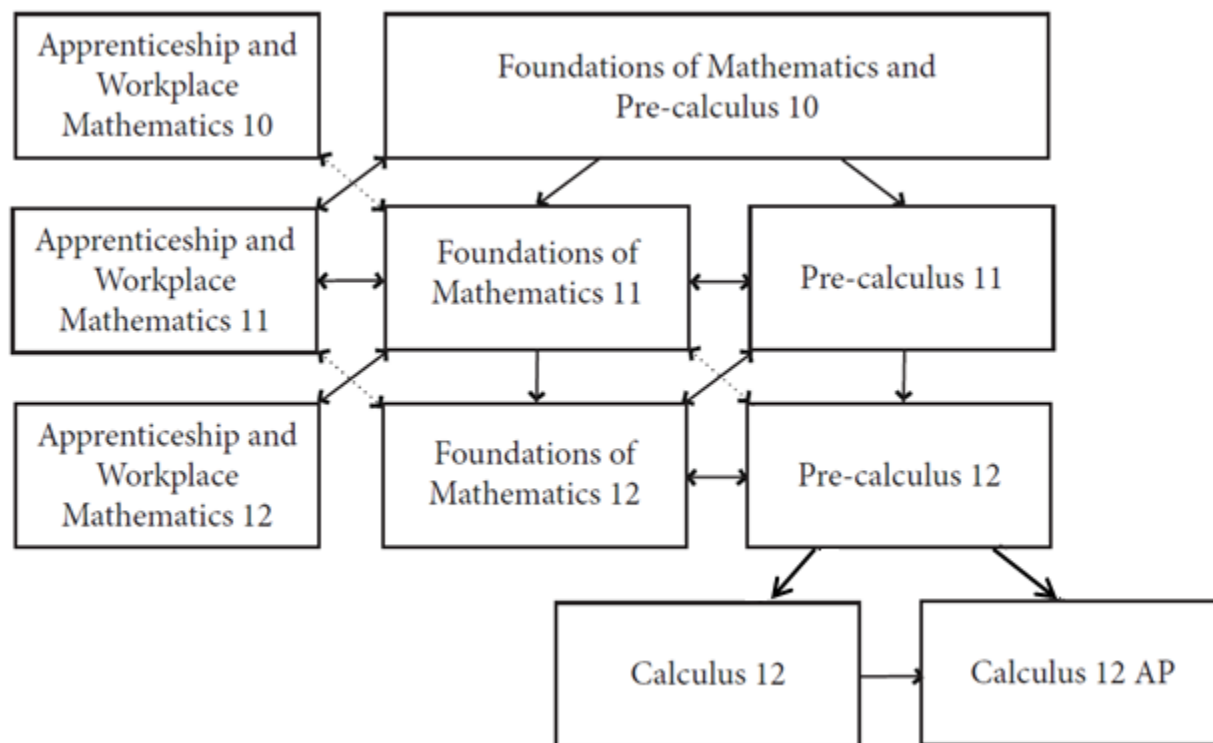 Apprenticeship and
Workplace
Mathematics 10
Foundations of Mathematics and
Pre-calculus 10
Apprenticeship and
Workplace
Mathematics 11
Foundations of
Mathematics 11
Pre-calculus 11
Apprenticeship and
Workplace
Mathematics 12
Foundations of
Mathematics 12
Pre-calculus 12
Calculus 12
Calculus 12 AP